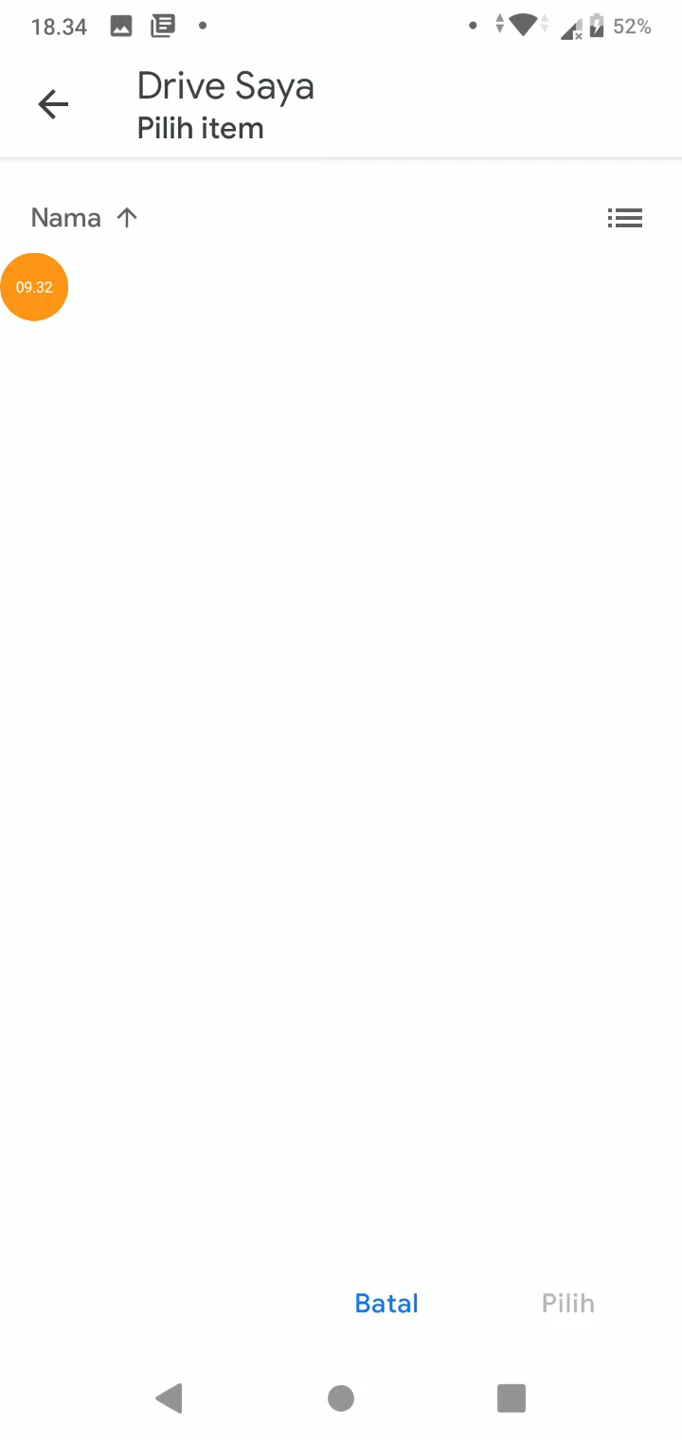 18.34
52%
Drive Saya
Pilih item
Nama
09.32
Batal
Pilih